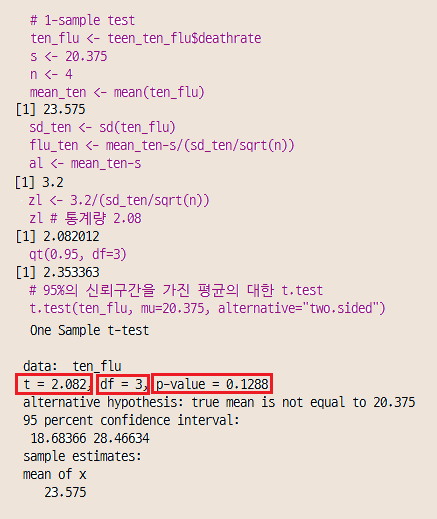 # 1-sample test
ten_flu <- teen_ten_flu$deathrate
s <- 20.375
n <- 4
mean_ten <- mean(ten_flu)
[1] 23.575
sd_ten <- sd(ten_flu)
flu_ten <- mean_ten-s/(sd_ten/sqrt(n))
al <- mean_ten-s
[1] 3.2
zl <- 3.2/(sd_ten/sqrt(n))
zl # 통계량 2.08
[1] 2.082012
qt(0.95, df=3)
[1] 2.353363
# 95%의 신뢰구간을 가진 평균의 대한 t.test
t.test(ten_flu, mu=20.375, alternative="two.sided")
One Sample t-test
data: ten_flu
t = 2.082, df = 3, p-value = 0.1288
alternative hypothesis: true mean is not equal to 20.375
95 percent confidence interval:
18.68366 28.46634
sample estimates:
mean of x
23.575